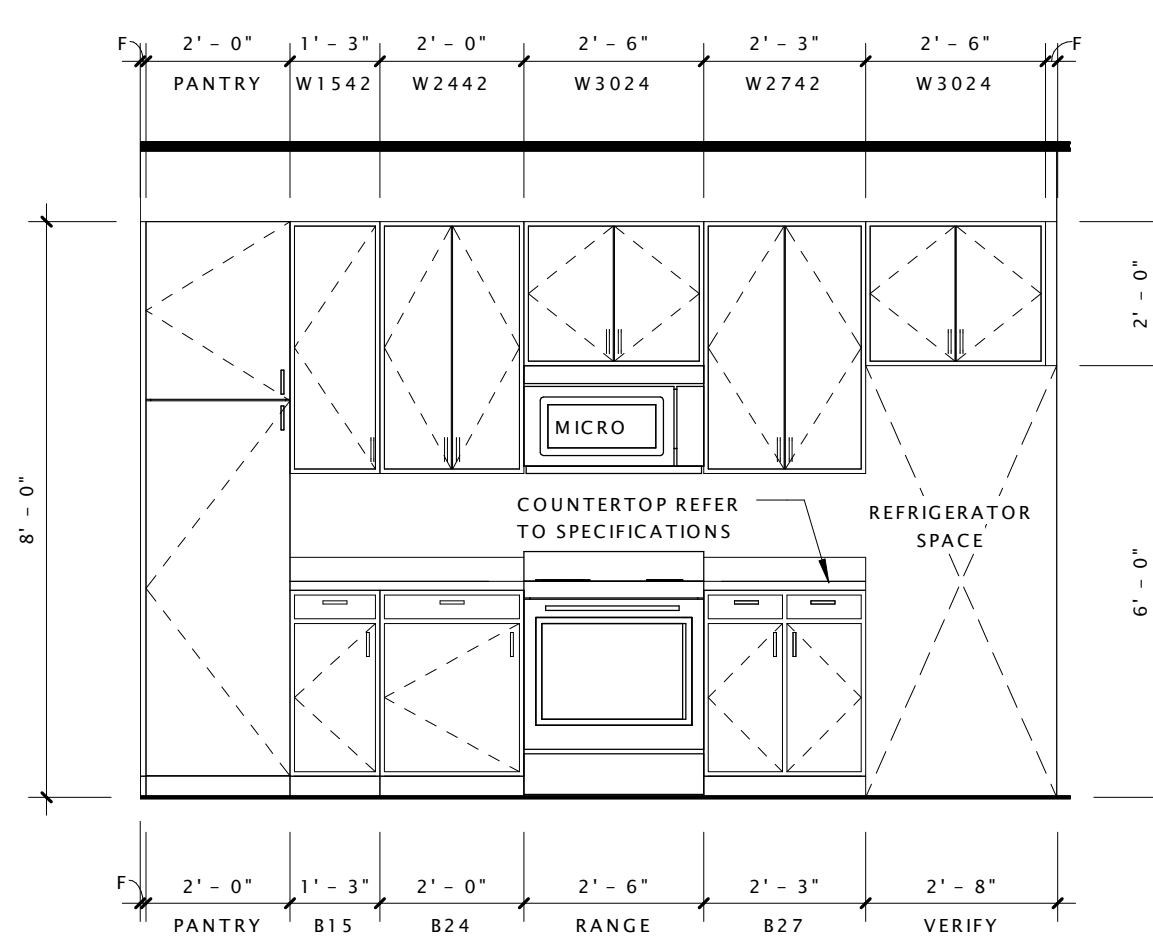 F
2' – 0"
1' – 3"
2' – 0"
2' – 6"
2' – 3"
2' – 6"
F
PANTRY
W1542
W2442
W3024
W2742
W3024
2' – 0"
8' – 0"
MICRO
COUNTERTOP REFER
TO SPECIFICATIONS
REFRIGERATOR
SPACE
6' – 0"
F
2' – 0"
1' – 3"
2' – 0"
2' – 6"
2' – 3"
2' – 8"
PANTRY
B15
B24
RANGE
B27
VERIFY